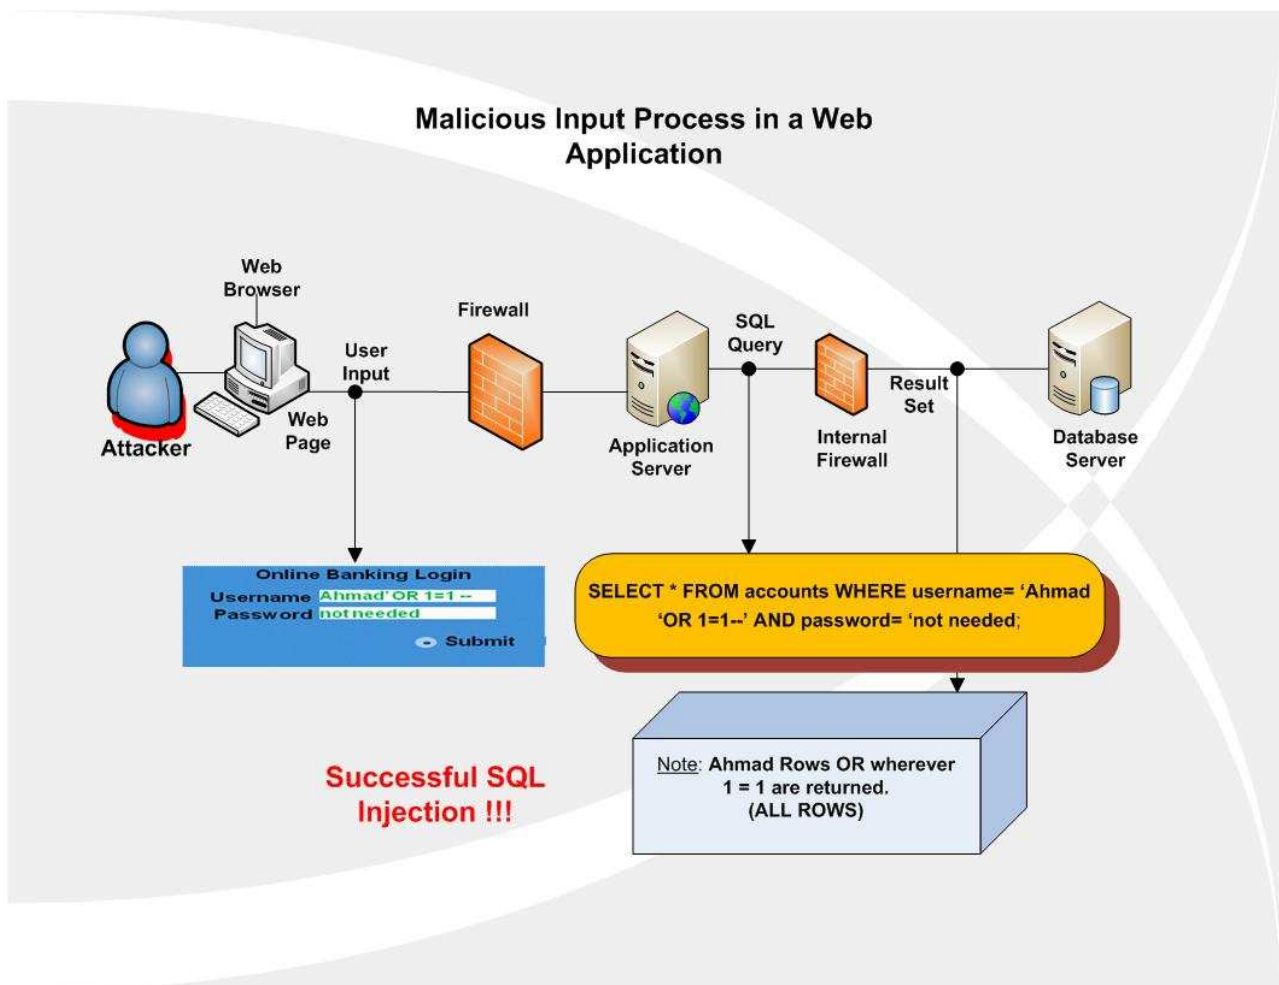 Malicious Input Process in a Web
Application
Web
Browser
Attacker
Web
Page
User
Input
Firewall
Application
Server
SQL
Query
Internal
Firewall
Result
Set
Database
Server
Online Banking Login
Username Ahmad' OR 1=1 --
Password not needed
Submit
SELECT * FROM accounts WHERE username= ‘Ahmad
‘OR 1=1--’ AND password= ‘not needed;
Note: Ahmad Rows OR wherever
1 = 1 are returned.
(ALL ROWS)
Successful SQL
Injection !!!